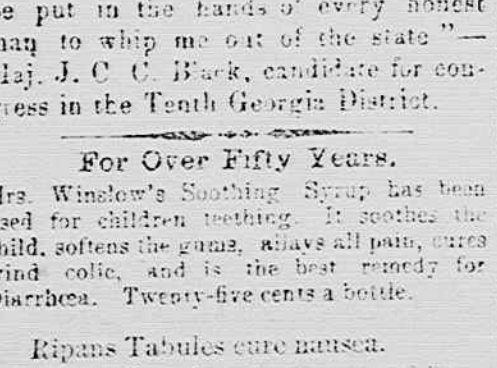 be put in the hands of every honest
man to whip me out of the state "—
Maj. J. C. C. Black, candidate for con-
gress in the Tenth Georgia District.
For Over Fifty Years.
Mrs. Winslow's Soothing Syrup has been
used for children teething. It soothes the
child, softens the gums, allays all pain, cures
wind colic, and is the best remedy for
Diarrhœa. Twenty-five cents a bottle.
Ripans Tabules cure nausea.